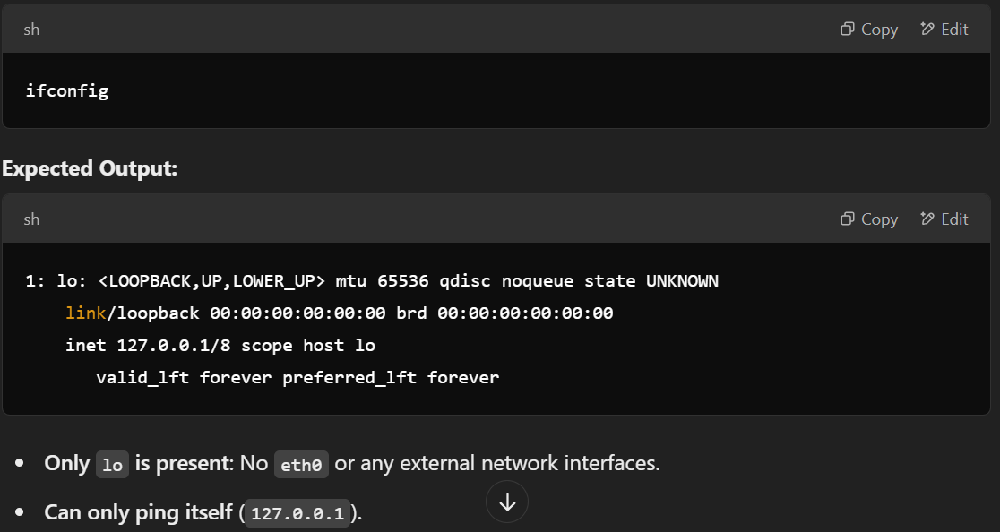 sh
Copy Edit
ifconfig
Expected Output:
sh
Copy Edit
1: lo: <LOOPBACK,UP,LOWER_UP> mtu 65536 qdisc noqueue state UNKNOWN
link/loopback 00:00:00:00:00:00 brd 00:00:00:00:00:00
inet 127.0.0.1/8 scope host lo
valid_lft forever preferred_lft forever
• Only lo is present: No eth0 or any external network interfaces.
• Can only ping itself (127.0.0.1).